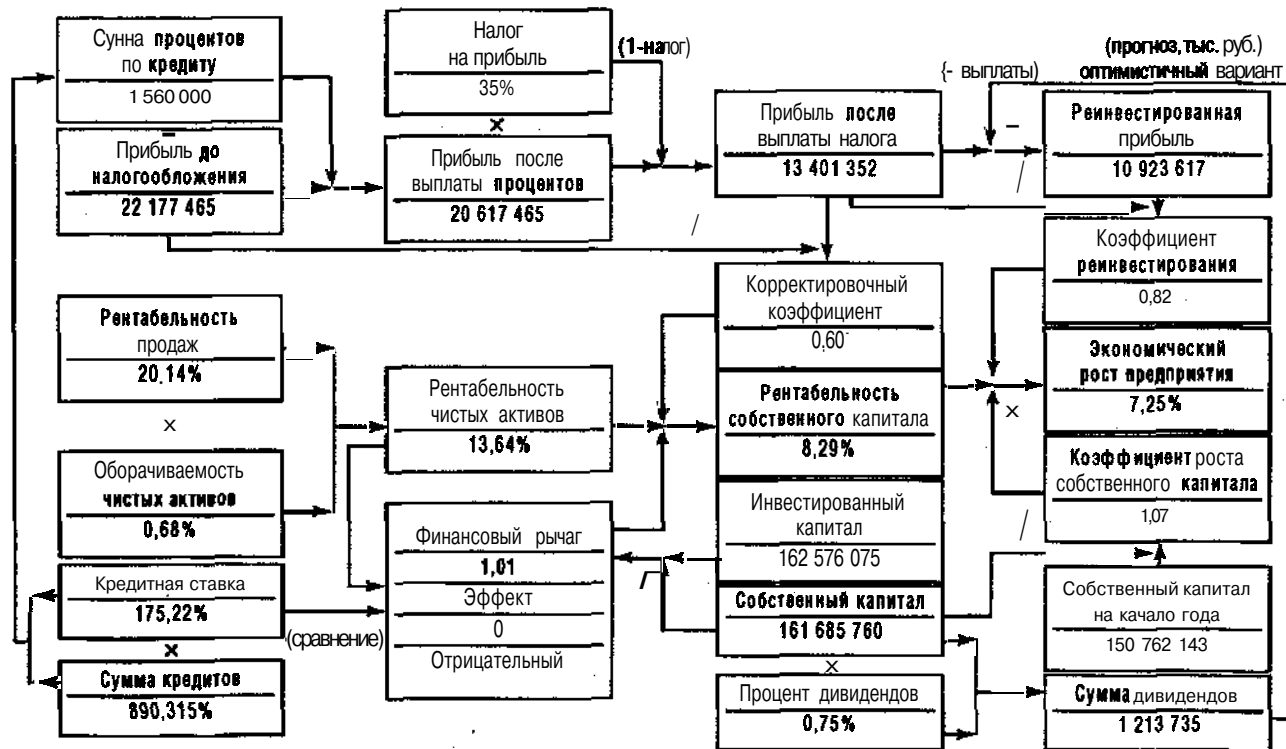 Сунна процентов
по кредиту
1 560 000
Прибыль до
налогообложения
22 177 465
Налог
на прибыль
35%
(1-налог)
×
Прибыль после
выплаты процентов
20 617 465
Прибыль после
выплаты налога
13 401 352
(прогноз, тыс. руб.)
оптимистичный вариант
{- выплаты)
Реинвестированная
прибыль
10 923 617
Коэффициент
реинвестирования
0,82
Корректировочный
коэффициент
0,60
Рентабельность
продаж
20,14%
×
Оборачиваемость
чистых активов
0,68%
Рентабельность
чистых активов
13,64%
Рентабельность
собственного капитала
8,29%
Экономический
рост предприятия
7,25%
×
Коэффициент роста
собственного капитала
1,07
Инвестированный
капитал
162 576 075
Финансовый рычаг
1,01
Эффект
0
Отрицательный
Кредитная ставка
175,22%
(сравнение)
×
Сумма кредитов
890,315%
Собственный капитал
161 685 760
×
Процент дивидендов
0,75%
Собственный капитал
на качало года
150 762 143
Сумма дивидендов
1 213 735